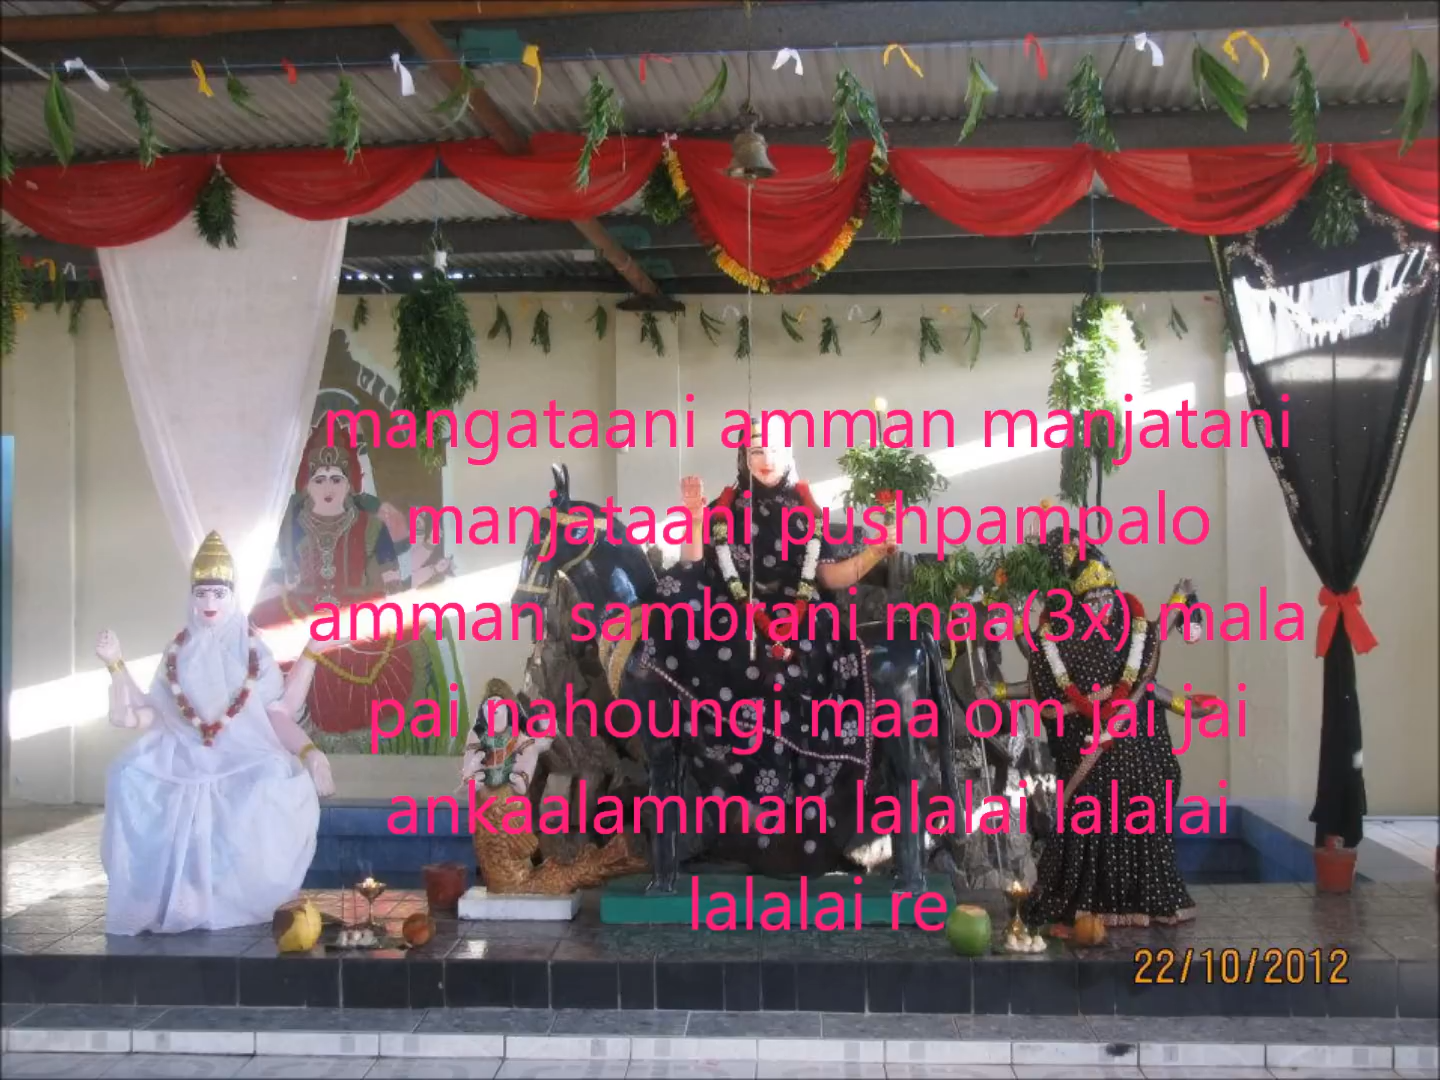 mangataani amman manjatani
manjataani pushpampalo
amman sambrani maa(3x) mala
pai nahoungi maa om jai jai
ankaalamman lalalai lalalai
lalalai re
22/10/2012